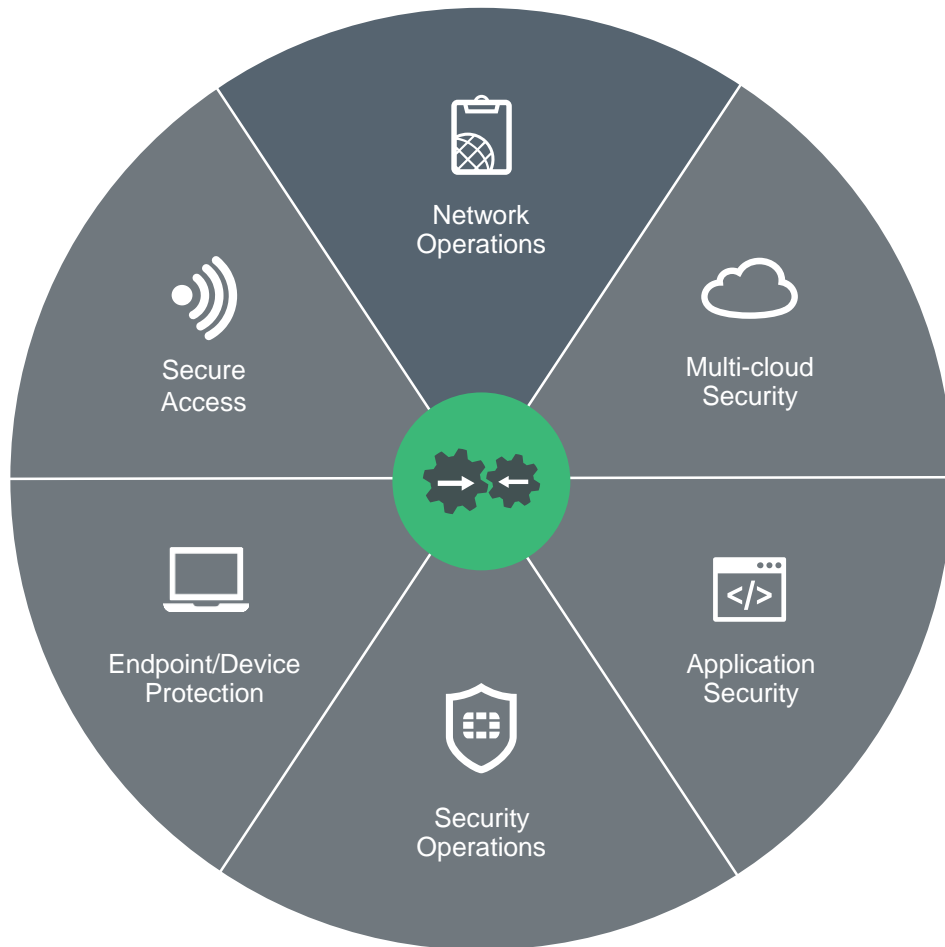 Network
Operations
Secure
Access
Multi-cloud
Security
</>
Endpoint/Device
Protection
Application
Security
Security
Operations